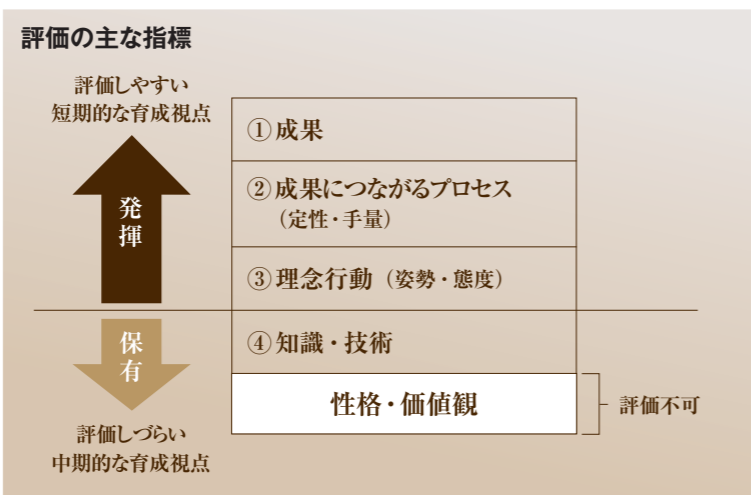 評価の主な指標
評価しやすい
短期的な育成視点
発揮
①成果
②成果につながるプロセス
（定性・手量）
③理念行動（姿勢・態度）
保有
④知識・技術
性格・価値観
評価不可
評価しづらい
中期的な育成視点